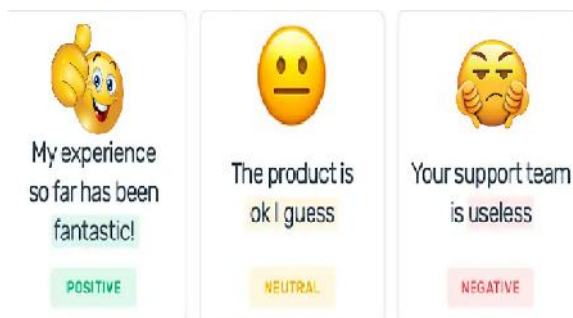 My experience
so far has been
fantastic!
POSITIVE
The product is
ok I guess
NEUTRAL
Your support team
is useless
NEGATIVE